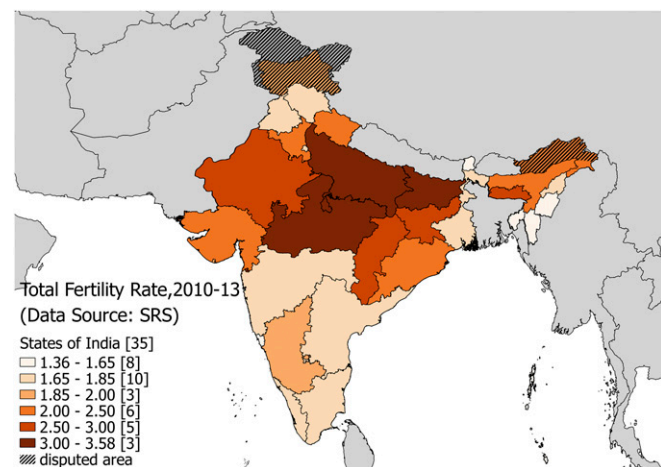 Total Fertility Rate,2010-13
(Data Source: SRS)
States of India [35]
1.36 - 1.65 [8]
1.65 - 1.85 [10]
1.85 - 2.00 [3]
2.00 - 2.50 [6]
2.50 - 3.00 [5]
3.00 - 3.58 [3]
disputed area